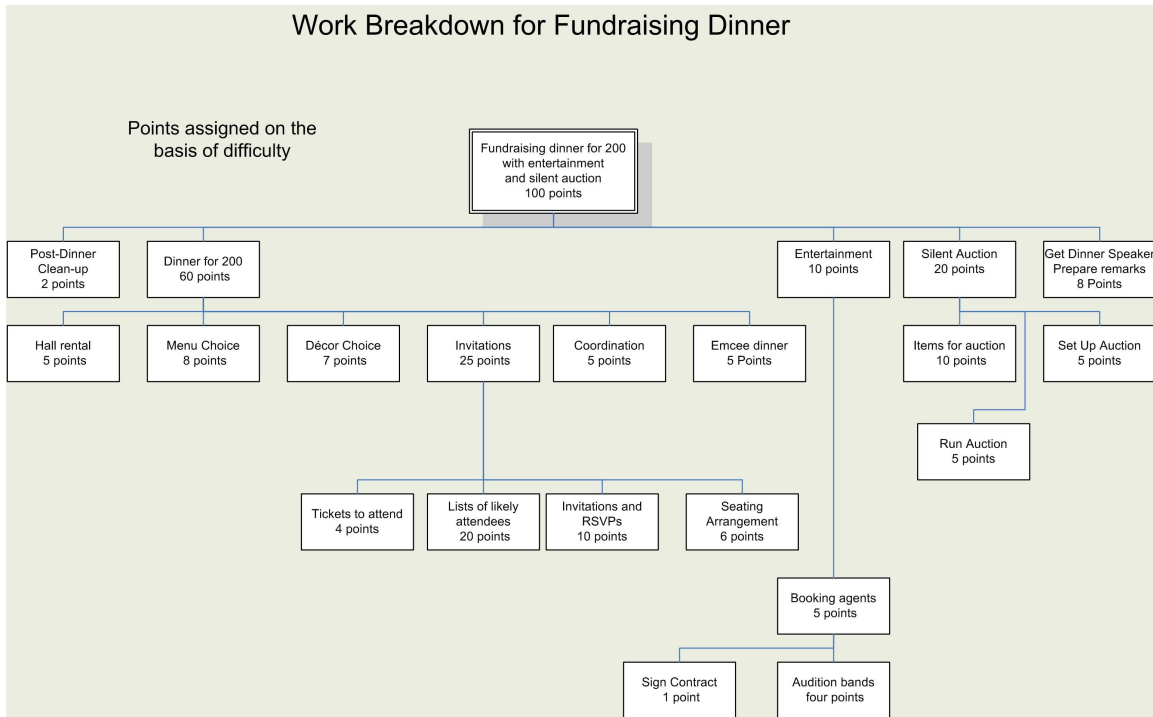 Work Breakdown for Fundraising Dinner
Points assigned on the
basis of difficulty
Fundraising dinner for 200
with entertainment
and silent auction
100 points
Post-Dinner
Clean-up
2 points
Dinner for 200
60 points
Entertainment
10 points
Silent Auction
20 points
Get Dinner Speaker
Prepare remarks
8 Points
Hall rental
5 points
Menu Choice
8 points
Décor Choice
7 points
Invitations
25 points
Coordination
5 points
Emcee dinner
5 Points
Items for auction
10 points
Set Up Auction
5 points
Run Auction
5 points
Tickets to attend
4 points
Lists of likely
attendees
20 points
Invitations and
RSVPs
10 points
Seating
Arrangement
6 points
Booking agents
5 points
Sign Contract
1 point
Audition bands
four points